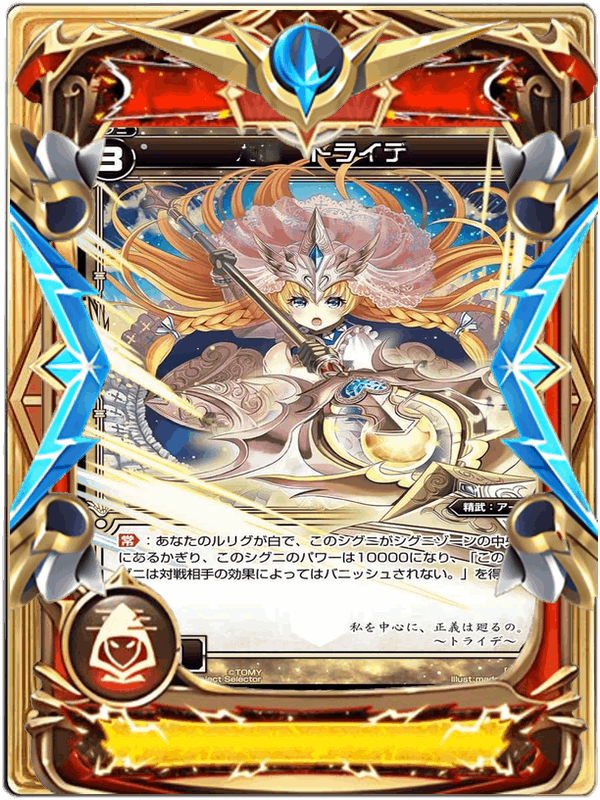 3
トライデ
精武：ア
常：あなたのルリグが白で、このシグニがシグニゾーンの中
にあるかぎり、このシグニのパワーは10000になり、「この
ニは対戦相手の効果によってはバニッシュされない。」を得
私を中心に、正義は廻るの。
～トライデ～
©TOMY
ject Selector
Illust:mado